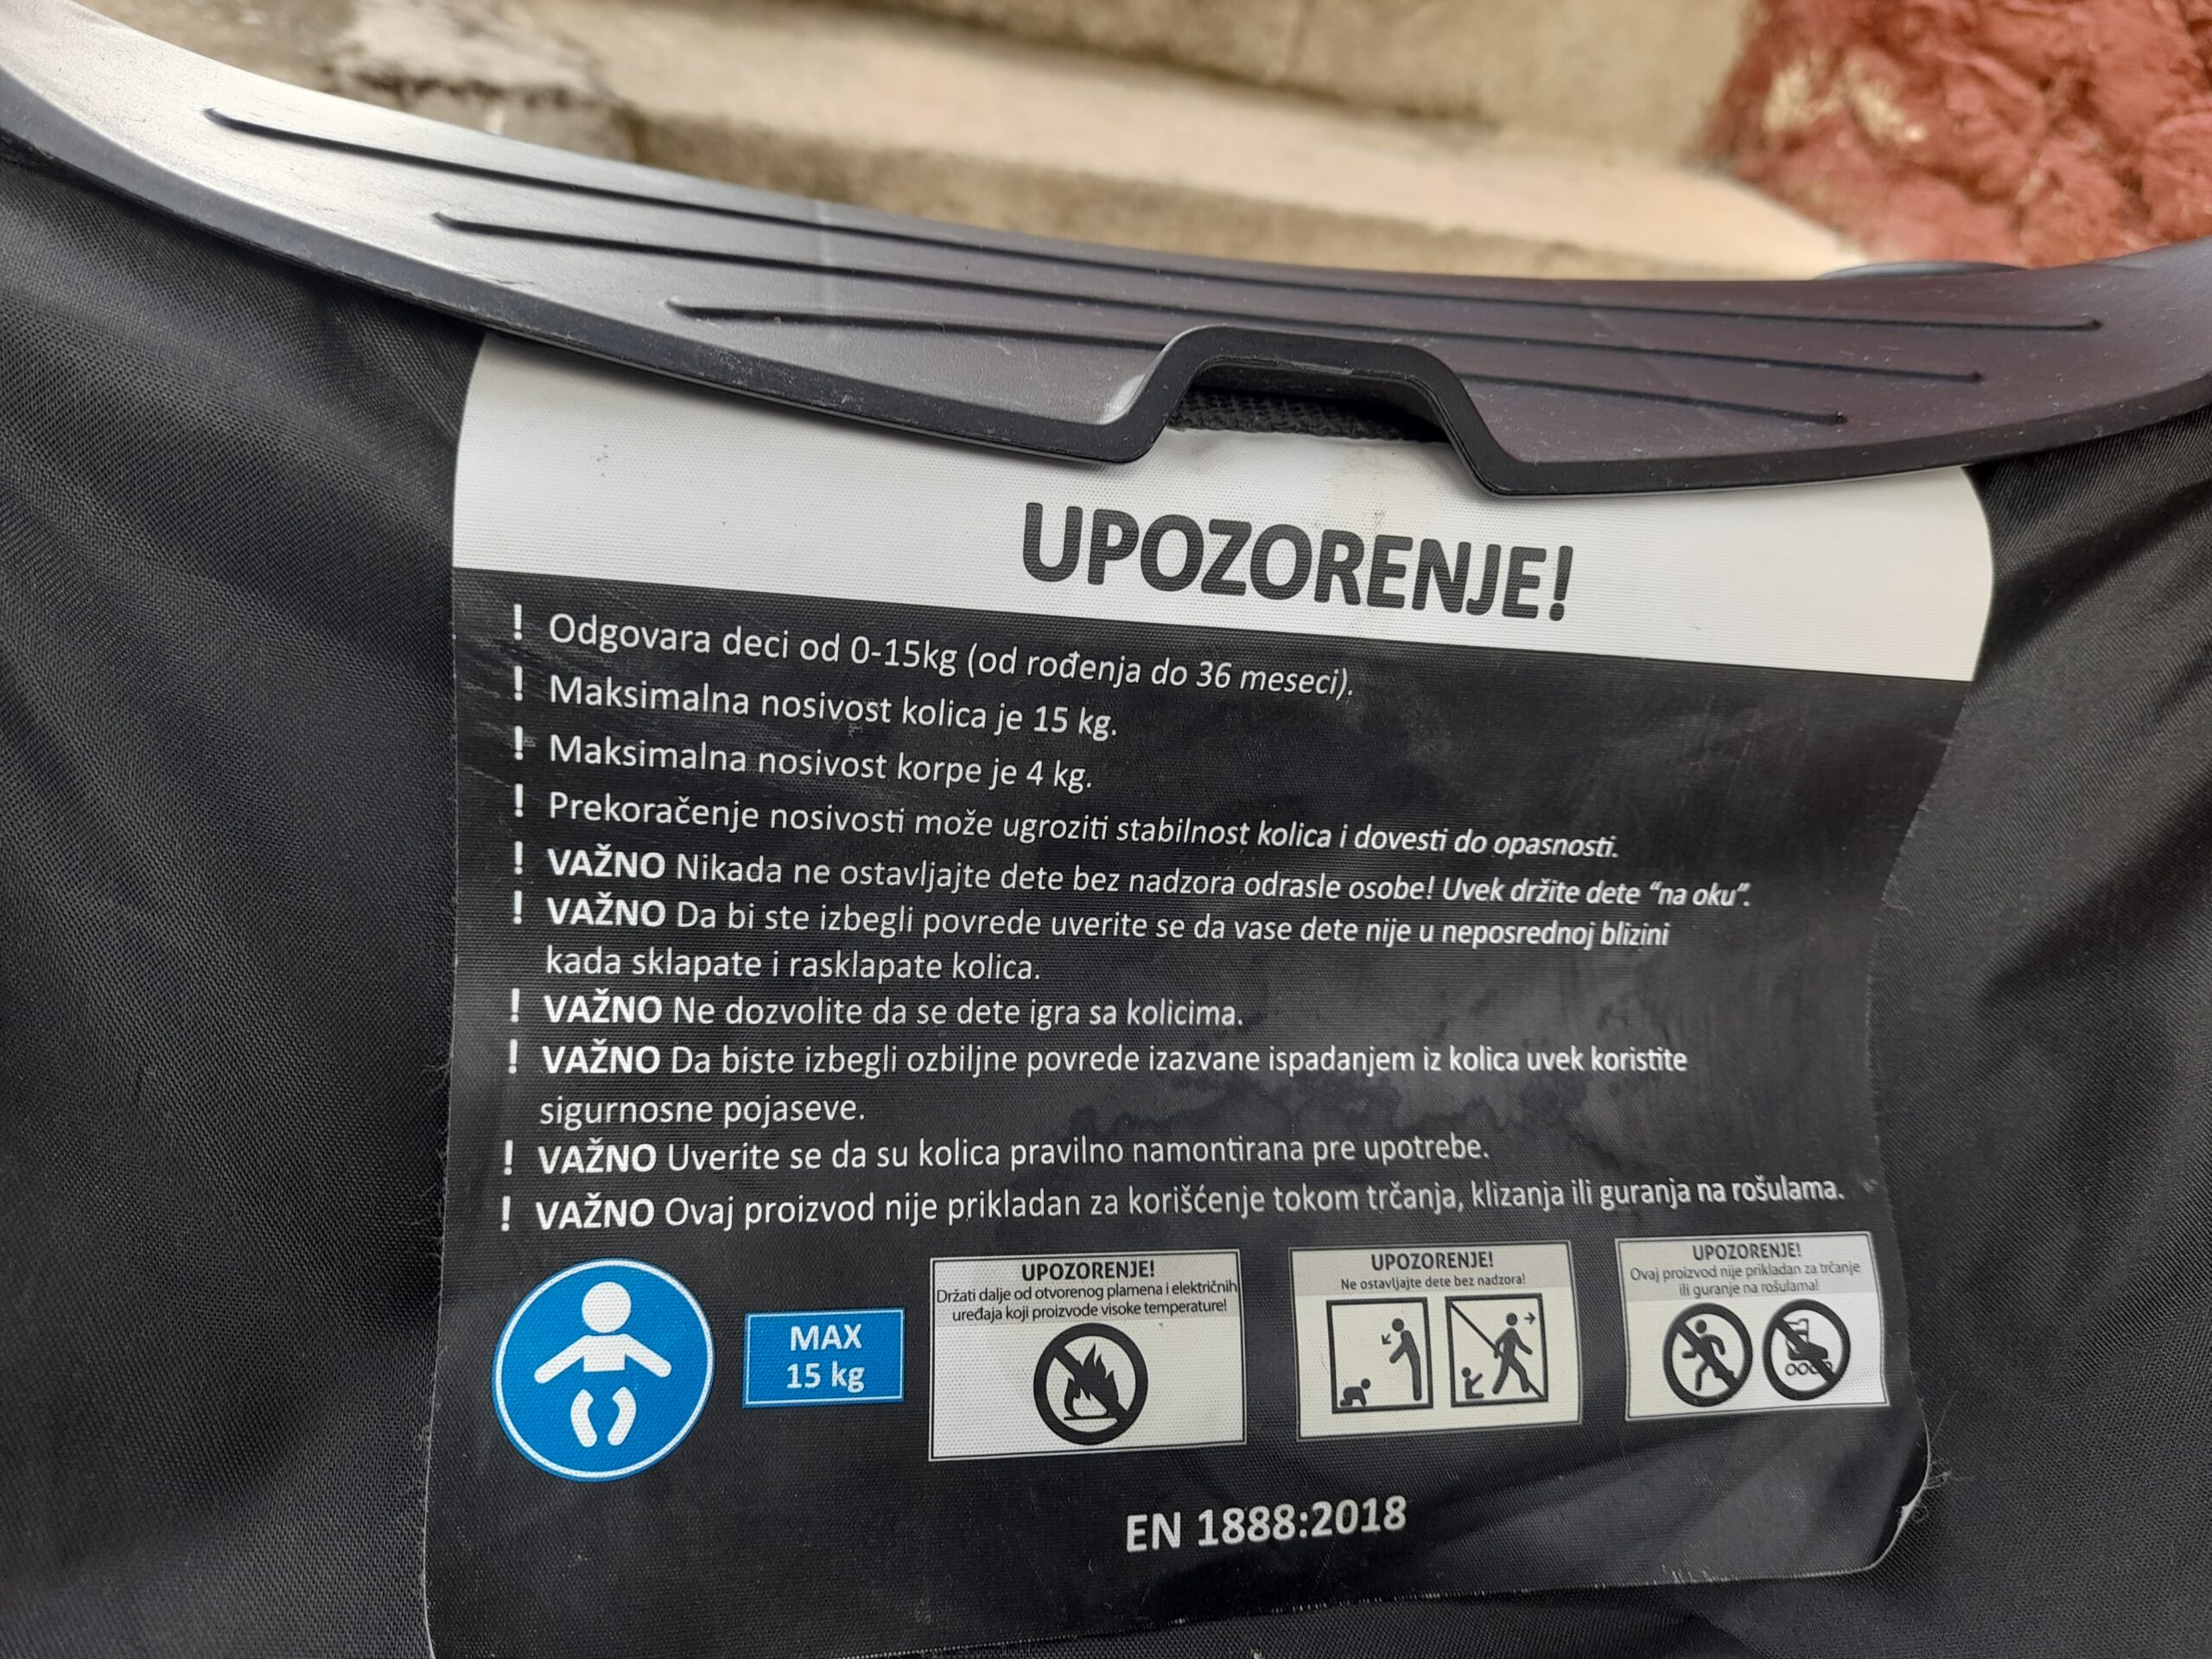 UPOZORENJE!
! Odgovara deci od 0-15kg (od rođenja do 36 meseci).
! Maksimalna nosivost kolica je 15 kg.
! Maksimalna nosivost korpe je 4 kg.
! Prekoračenje nosivosti može ugroziti stabilnost kolica i dovesti do opasnosti.
! VAŽNO Nikada ne ostavljajte dete bez nadzora odrasle osobe! Uvek držite dete “na oku”.
! VAŽNO Da bi ste izbegli povrede uverite se da vase dete nije u neposrednoj blizini
kada sklapate i rasklapate kolica.
! VAŽNO Ne dozvolite da se dete igra sa kolicima.
! VAŽNO Da biste izbegli ozbiljne povrede izazvane ispadanjem iz kolica uvek koristite
sigurnosne pojaseve.
! VAŽNO Uverite se da su kolica pravilno namontirana pre upotrebe.
! VAŽNO Ovaj proizvod nije prikladan za korišćenje tokom trčanja, klizanja ili guranja na rošulama.
MAX
15 kg
UPOZORENJE!
Držati dalje od otvorenog plamena i električnih
uređaja koji proizvode visoke temperature!
UPOZORENJE!
Ne ostavljajte dete bez nadzora!
UPOZORENJE!
Ovaj proizvod nije prikladan za trčanje
ili guranje na rošulama!
EN 1888:2018